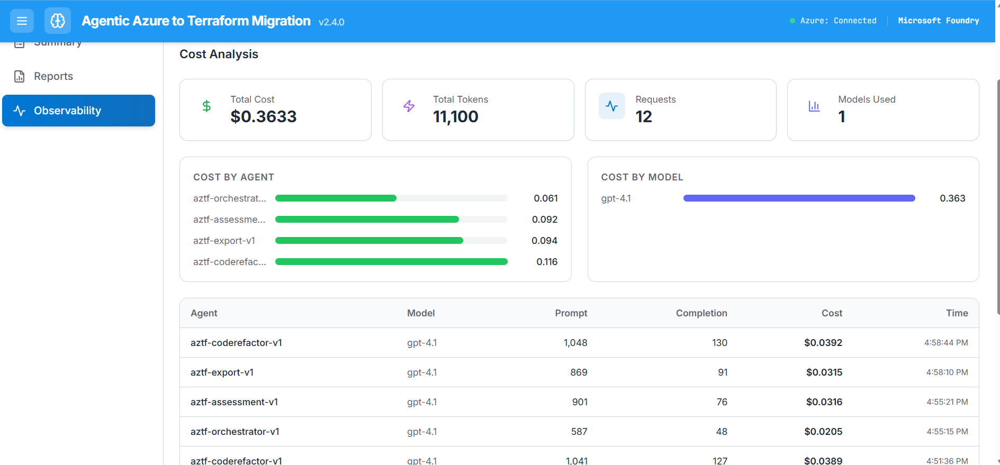 Agentic Azure to Terraform Migration v2.4.0
Azure: Connected
Microsoft Foundry
Summary
Reports
Observability
Cost Analysis
Total Cost
$0.3633
Total Tokens
11,100
Requests
12
Models Used
1
COST BY AGENT
aztf-orchestrat... 0.061
aztf-assessme... 0.092
aztf-export-v1 0.094
aztf-coderefac... 0.116
COST BY MODEL
gpt-4.1 0.363
Agent Model Prompt Completion Cost Time
aztf-coderefactor-v1 gpt-4.1 1,048 130 $0.0392 4:58:44 PM
aztf-export-v1 gpt-4.1 869 91 $0.0315 4:58:10 PM
aztf-assessment-v1 gpt-4.1 901 76 $0.0316 4:55:21 PM
aztf-orchestrator-v1 gpt-4.1 587 48 $0.0205 4:55:15 PM
aztf-coderefactor-v1 gpt-4.1 1,041 127 $0.0389 4:51:36 PM